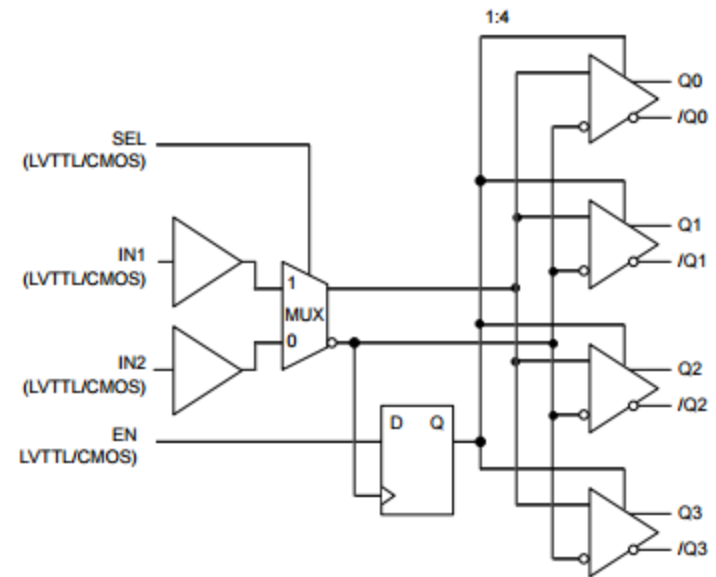 1:4
Q0
/Q0
SEL
(LVTTL/CMOS)
Q1
IN1
/Q1
(LVTTL/CMOS)
1
MUX
0
IN2
Q2
(LVTTL/CMOS)
/Q2
D Q
EN
LVTTL/CMOS)
Q3
/Q3